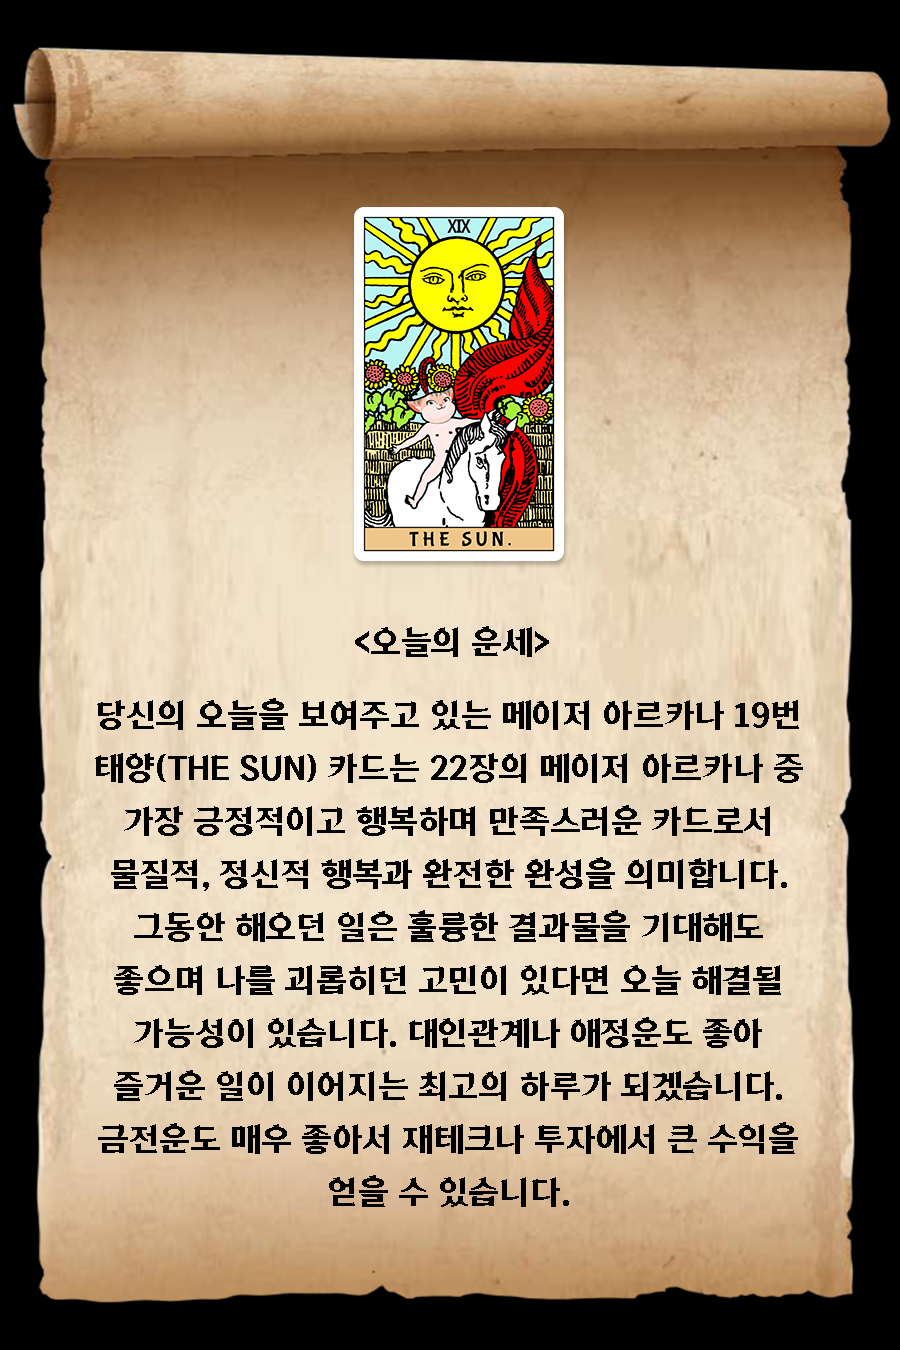 XIX
THE SUN.
<오늘의 운세>
당신의 오늘을 보여주고 있는 메이저 아르카나 19번
태양(THE SUN) 카드는 22장의 메이저 아르카나 중
가장 긍정적이고 행복하며 만족스러운 카드로서
물질적, 정신적 행복과 완전한 완성을 의미합니다.
그동안 해오던 일은 훌륭한 결과물을 기대해도
좋으며 나를 괴롭히던 고민이 있다면 오늘 해결될
가능성이 있습니다. 대인관계나 애정운도 좋아
즐거운 일이 이어지는 최고의 하루가 되겠습니다.
금전운도 매우 좋아서 재테크나 투자에서 큰 수익을
얻을 수 있습니다.